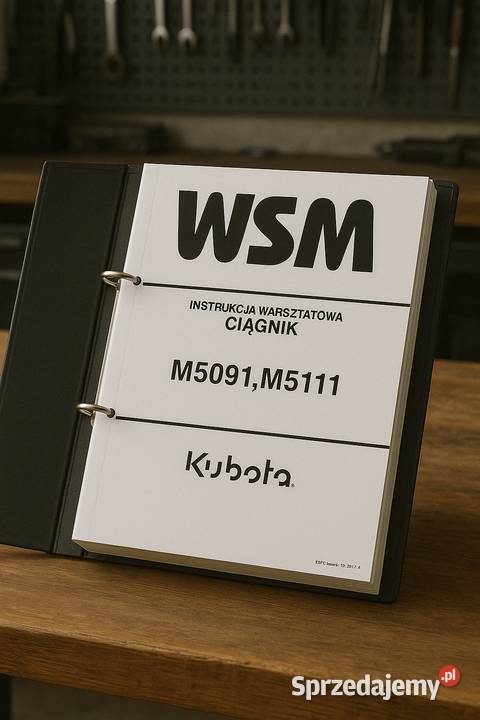 WSM
INSTRUKCJA WARSZTATOWA
CIĄGNIK
M5091,M5111
Kubota
Sprzedajemy.pl